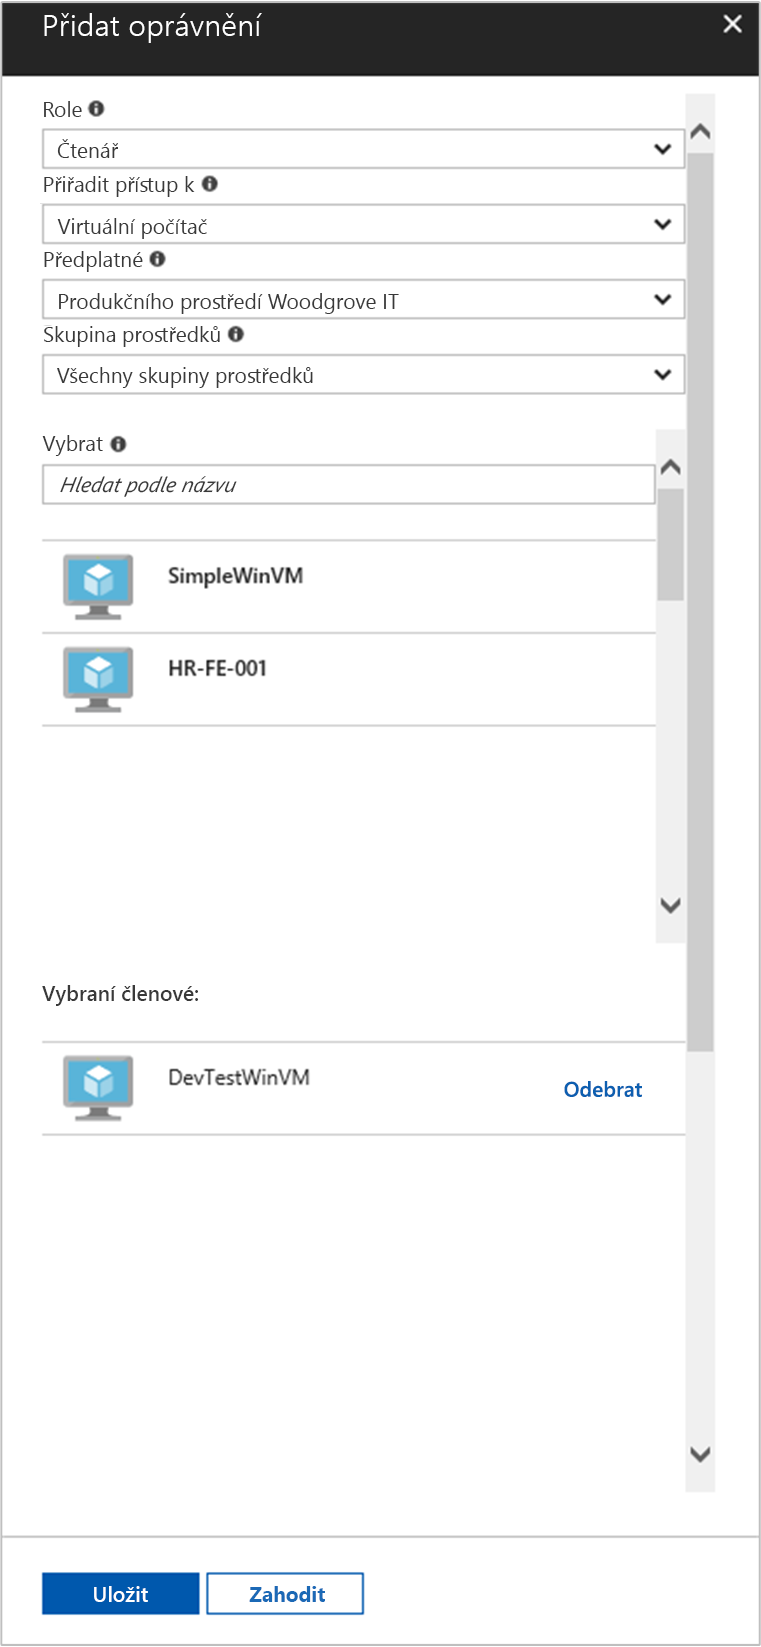 Přidat oprávnění
Role
Čtenář
Přiřadit přístup k
Virtuální počítač
Předplatné
Produkčního prostředí Woodgrove IT
Skupina prostředků
Všechny skupiny prostředků
Vybrat
Hledat podle názvu
SimpleWinVM
HR-FE-001
Vybraní členové:
DevTestWinVM
Odebrat
Uložit Zahodit